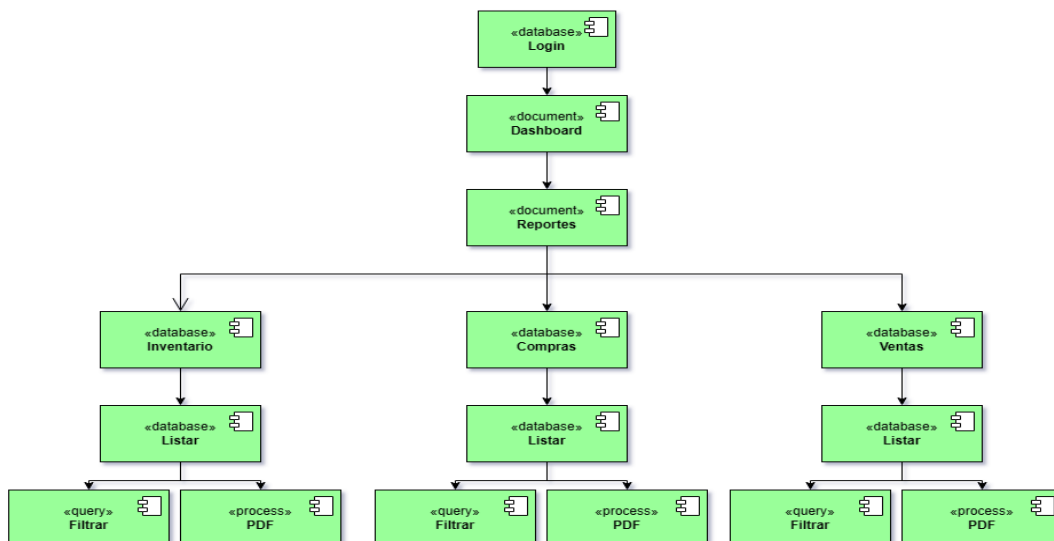 «database»
Login
«document»
Dashboard
«document»
Reportes
«database»
Inventario
«database»
Compras
«database»
Ventas
«database»
Listar
«database»
Listar
«database»
Listar
«query»
Filtrar
«process»
PDF
«query»
Filtrar
«process»
PDF
«query»
Filtrar
«process»
PDF